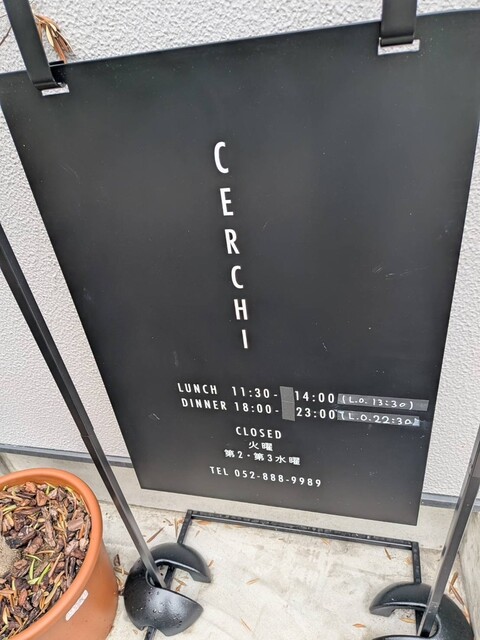 CERCHI
LUNCH 11:30- 14:00 (L.O. 13:30)
DINNER 18:00- 23:00 (L.O. 22:30)
CLOSED
火曜
第2・第3水曜
TEL 052-888-9989